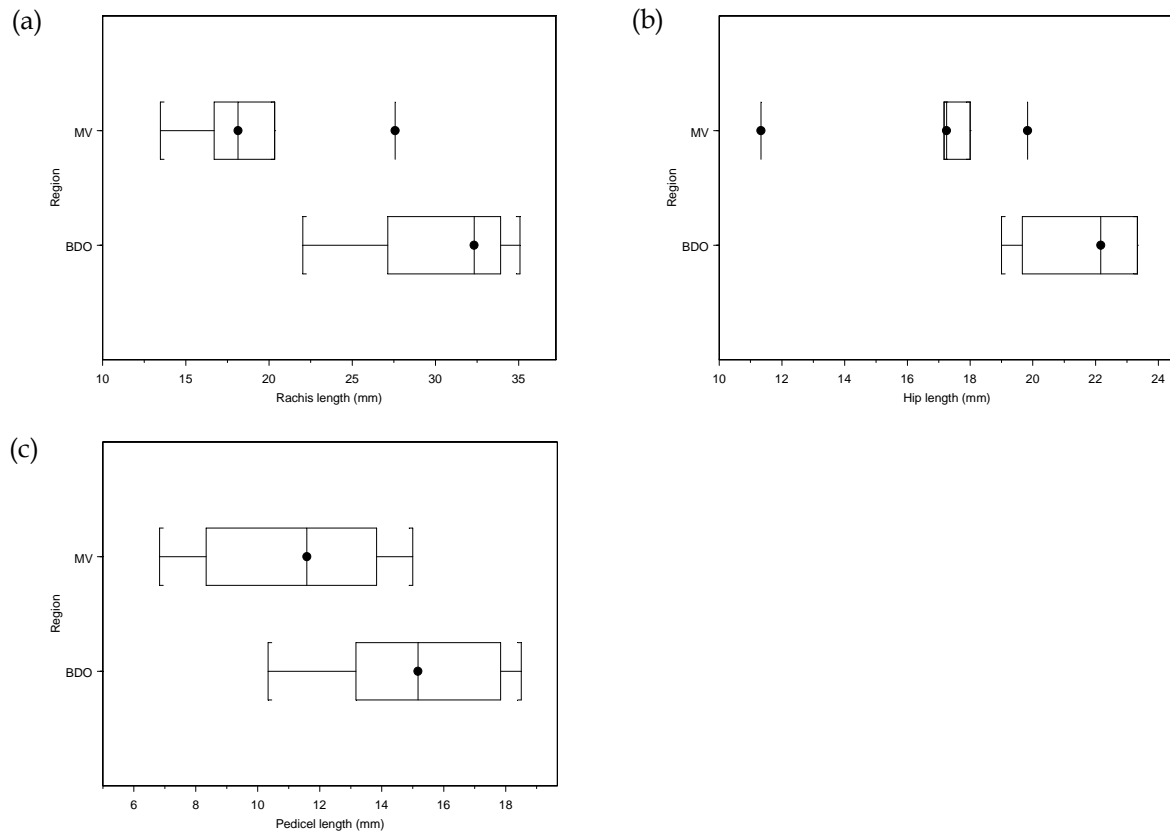 (a)
MV
BDO
Region
10 15 20 25 30 35
Rachis length (mm)
(b)
MV
BDO
Region
10 12 14 16 18 20 22 24
Hip length (mm)
(c)
MV
BDO
Region
6 8 10 12 14 16 18
Pedicel length (mm)